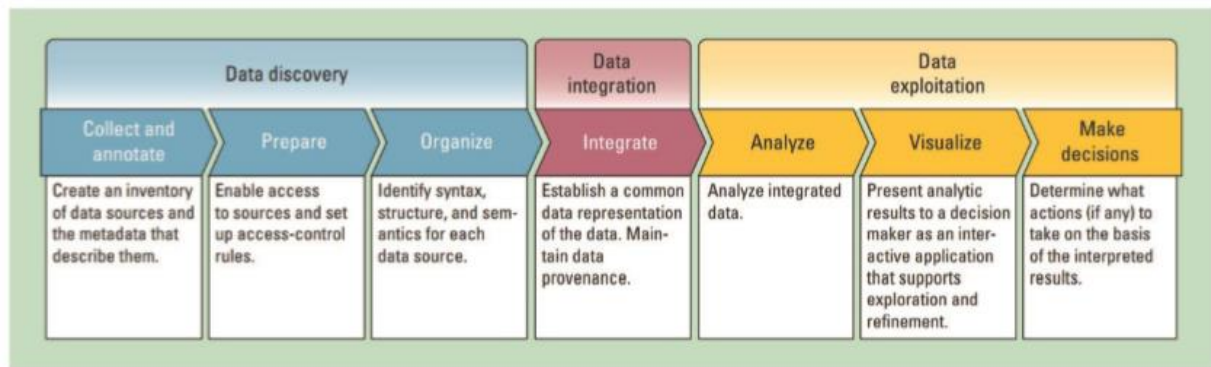 Data discovery
Data
integration
Data
exploitation
Collect and
annotate
Prepare
Organize
Integrate
Analyze
Visualize
Make
decisions
Create an inventory
of data sources and
the metadata that
describe them.
Enable access
to sources and set
up access-control
rules.
Identify syntax,
structure, and sem-
antics for each
data source.
Establish a common
data representation
of the data. Main-
tain data
provenance.
Analyze integrated
data.
Present analytic
results to a decision
maker as an inter-
active application
that supports
exploration and
refinement.
Determine what
actions (if any) to
take on the basis
of the interpreted
results.